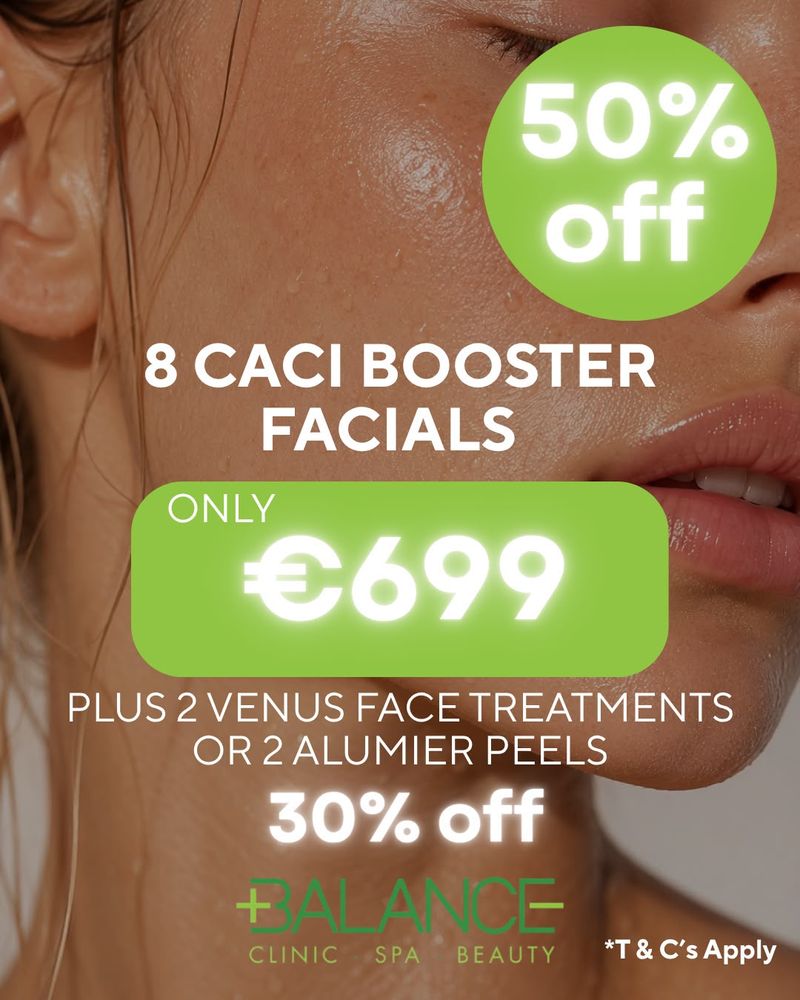 50%
off
8 CACI BOOSTER
FACIALS
ONLY
€699
PLUS 2 VENUS FACE TREATMENTS
OR 2 ALUMIER PEELS
30% off
+BALANCE
CLINIC · SPA · BEAUTY
*T & C's Apply